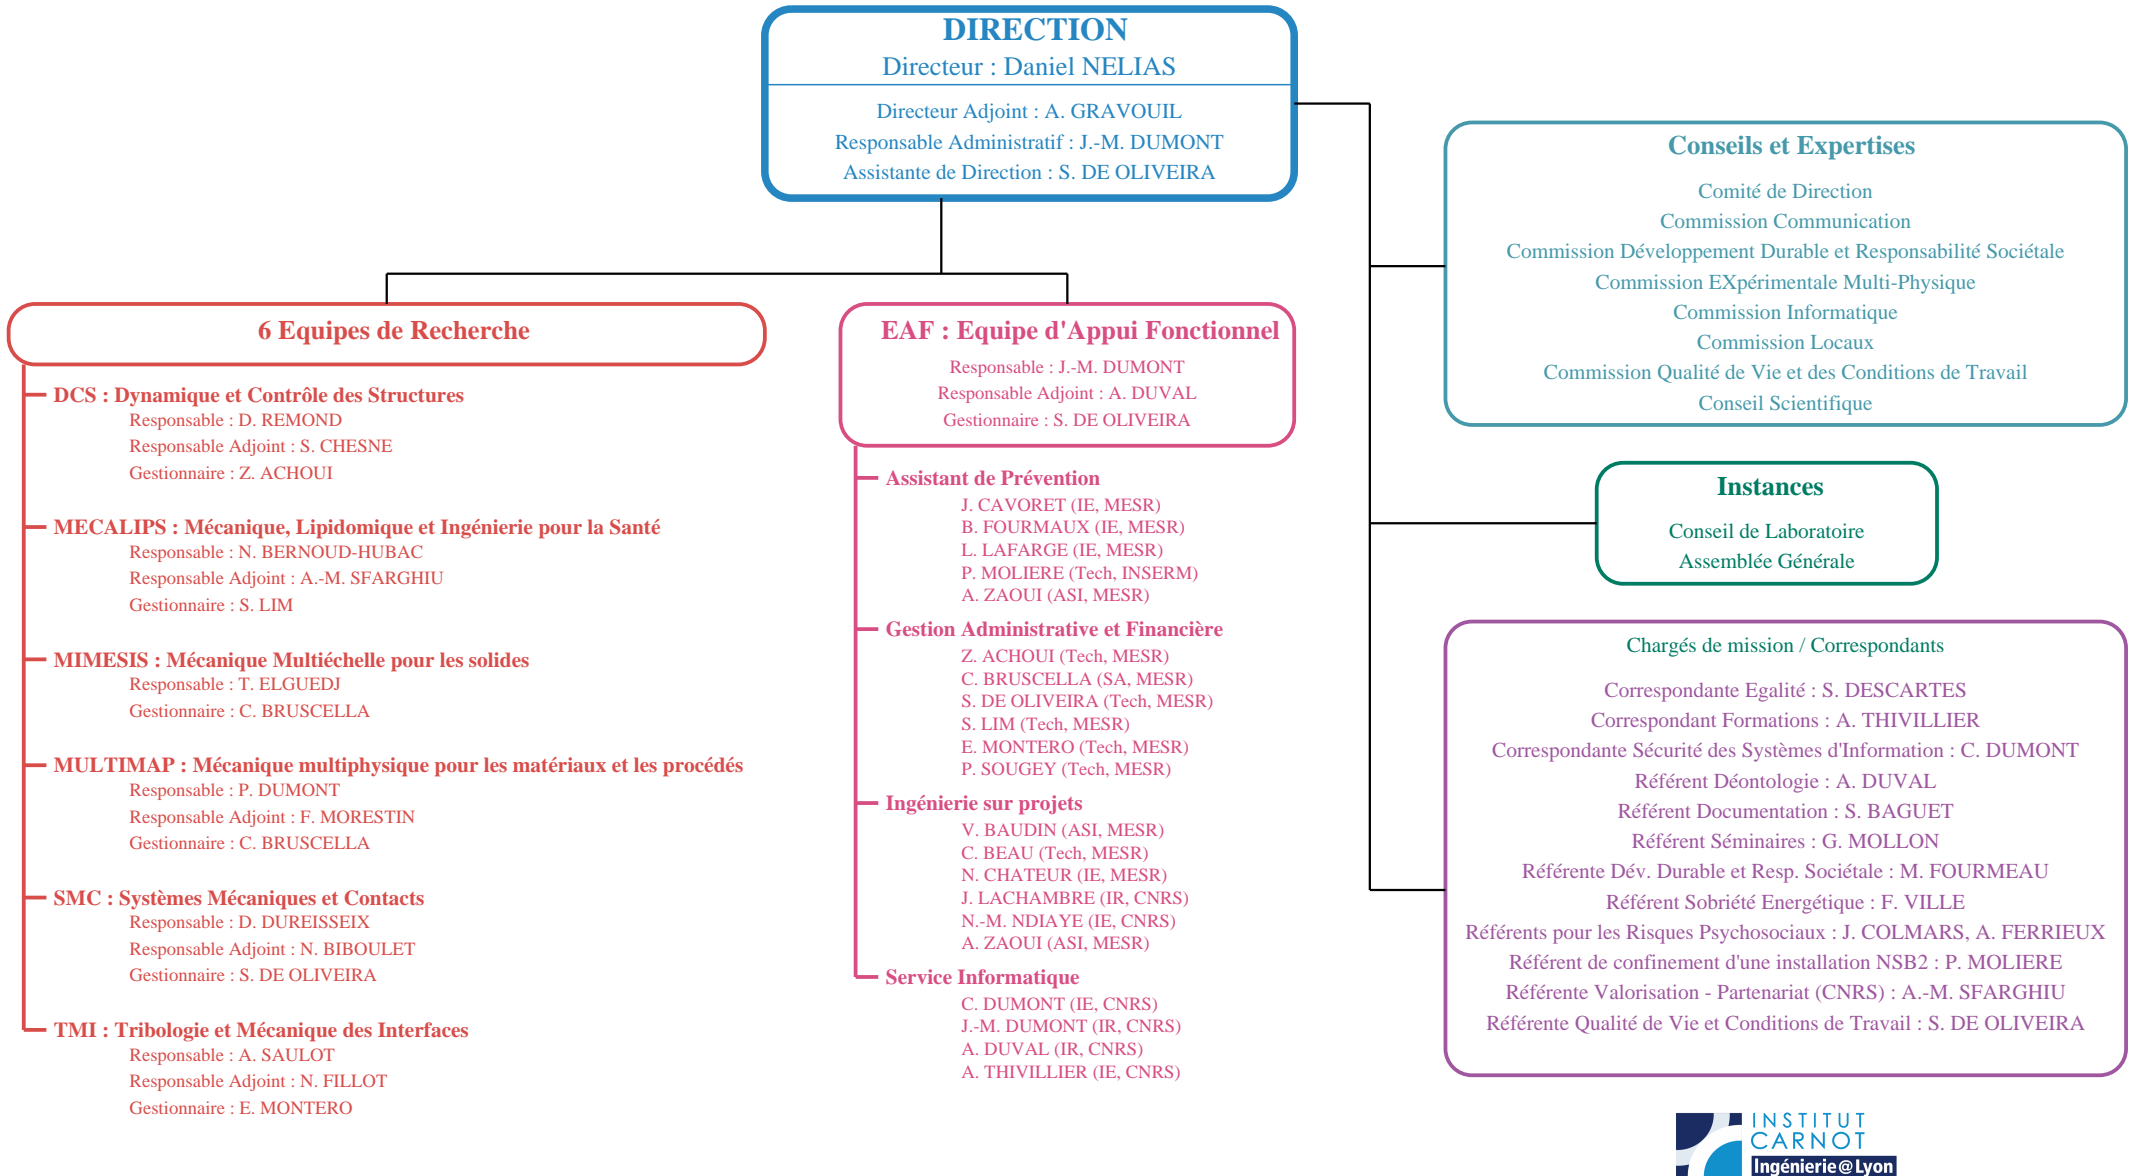 DIRECTION
Directeur : Daniel NELIAS
Directeur Adjoint : A. GRAVOUIL
Responsable Administratif : J.-M. DUMONT
Assistante de Direction : S. DE OLIVEIRA
6 Equipes de Recherche
DCS : Dynamique et Contrôle des Structures
Responsable : D. REMOND
Responsable Adjoint : S. CHESNE
Gestionnaire : Z. ACHOUI
MECALIPS : Mécanique, Lipidomique et Ingénierie pour la Santé
Responsable : N. BERNOUD-HUBAC
Responsable Adjoint : A.-M. SFARGHIU
Gestionnaire : S. LIM
MIMESIS : Mécanique Multiéchelle pour les solides
Responsable : T. ELGUEDJ
Gestionnaire : C. BRUSCELLA
MULTIMAP : Mécanique multiphysique pour les matériaux et les procédés
Responsable : P. DUMONT
Responsable Adjoint : F. MORESTIN
Gestionnaire : C. BRUSCELLA
SMC : Systèmes Mécaniques et Contacts
Responsable : D. DUREISSEIX
Responsable Adjoint : N. BIBOULET
Gestionnaire : S. DE OLIVEIRA
TMI : Tribologie et Mécanique des Interfaces
Responsable : A. SAULOT
Responsable Adjoint : N. FILLOT
Gestionnaire : E. MONTERO
EAF : Equipe d'Appui Fonctionnel
Responsable : J.-M. DUMONT
Responsable Adjoint : A. DUVAL
Gestionnaire : S. DE OLIVEIRA
Assistant de Prévention
J. CAVORET (IE, MESR)
B. FOURMAUX (IE, MESR)
L. LAFARGE (IE, MESR)
P. MOLIERE (Tech, INSERM)
A. ZAOUI (ASI, MESR)
Gestion Administrative et Financière
Z. ACHOUI (Tech, MESR)
C. BRUSCELLA (SA, MESR)
S. DE OLIVEIRA (Tech, MESR)
S. LIM (Tech, MESR)
E. MONTERO (Tech, MESR)
P. SOUGEY (Tech, MESR)
Ingénierie sur projets
V. BAUDIN (ASI, MESR)
C. BEAU (Tech, MESR)
N. CHATEUR (IE, MESR)
J. LACHAMBRE (IR, CNRS)
N.-M. NDIAYE (IE, CNRS)
A. ZAOUI (ASI, MESR)
Service Informatique
C. DUMONT (IE, CNRS)
J.-M. DUMONT (IR, CNRS)
A. DUVAL (IR, CNRS)
A. THIVILLIER (IE, CNRS)
Conseils et Expertises
Comité de Direction
Commission Communication
Commission Développement Durable et Responsabilité Sociétale
Commission EXpérimentale Multi-Physique
Commission Informatique
Commission Locaux
Commission Qualité de Vie et des Conditions de Travail
Conseil Scientifique
Instances
Conseil de Laboratoire
Assemblée Générale
Chargés de mission / Correspondants
Correspondante Egalité : S. DESCARTES
Correspondant Formations : A. THIVILLIER
Correspondante Sécurité des Systèmes d'Information : C. DUMONT
Référent Déontologie : A. DUVAL
Référent Documentation : S. BAGUET
Référent Séminaires : G. MOLLON
Référente Dév. Durable et Resp. Sociétale : M. FOURMEAU
Référent Sobriété Energétique : F. VILLE
Référents pour les Risques Psychosociaux : J. COLMARS, A. FERRIEUX
Référent de confinement d'une installation NSB2 : P. MOLIERE
Référente Valorisation - Partenariat (CNRS) : A.-M. SFARGHIU
Référente Qualité de Vie et Conditions de Travail : S. DE OLIVEIRA
INSTITUT
CARNOT
Ingénierie@Lyon